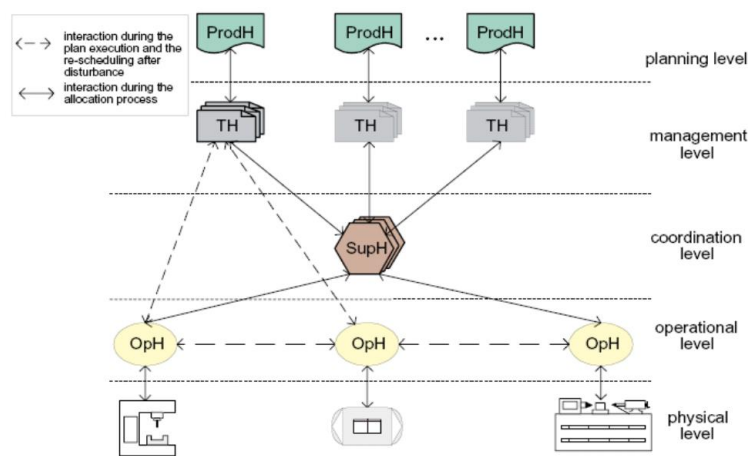 interaction during the
plan execution and the
re-scheduling after
disturbance
interaction during the
allocation process
ProdH
ProdH
...
ProdH
planning level
TH
TH
TH
management
level
SupH
coordination
level
OpH
OpH
OpH
operational
level
physical
level